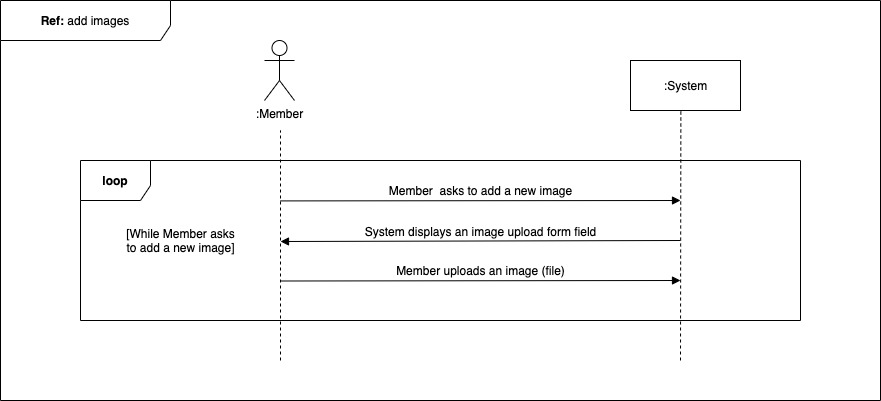 Ref: add images
:Member
:System
loop
Member asks to add a new image
[While Member asks
to add a new image]
System displays an image upload form field
Member uploads an image (file)